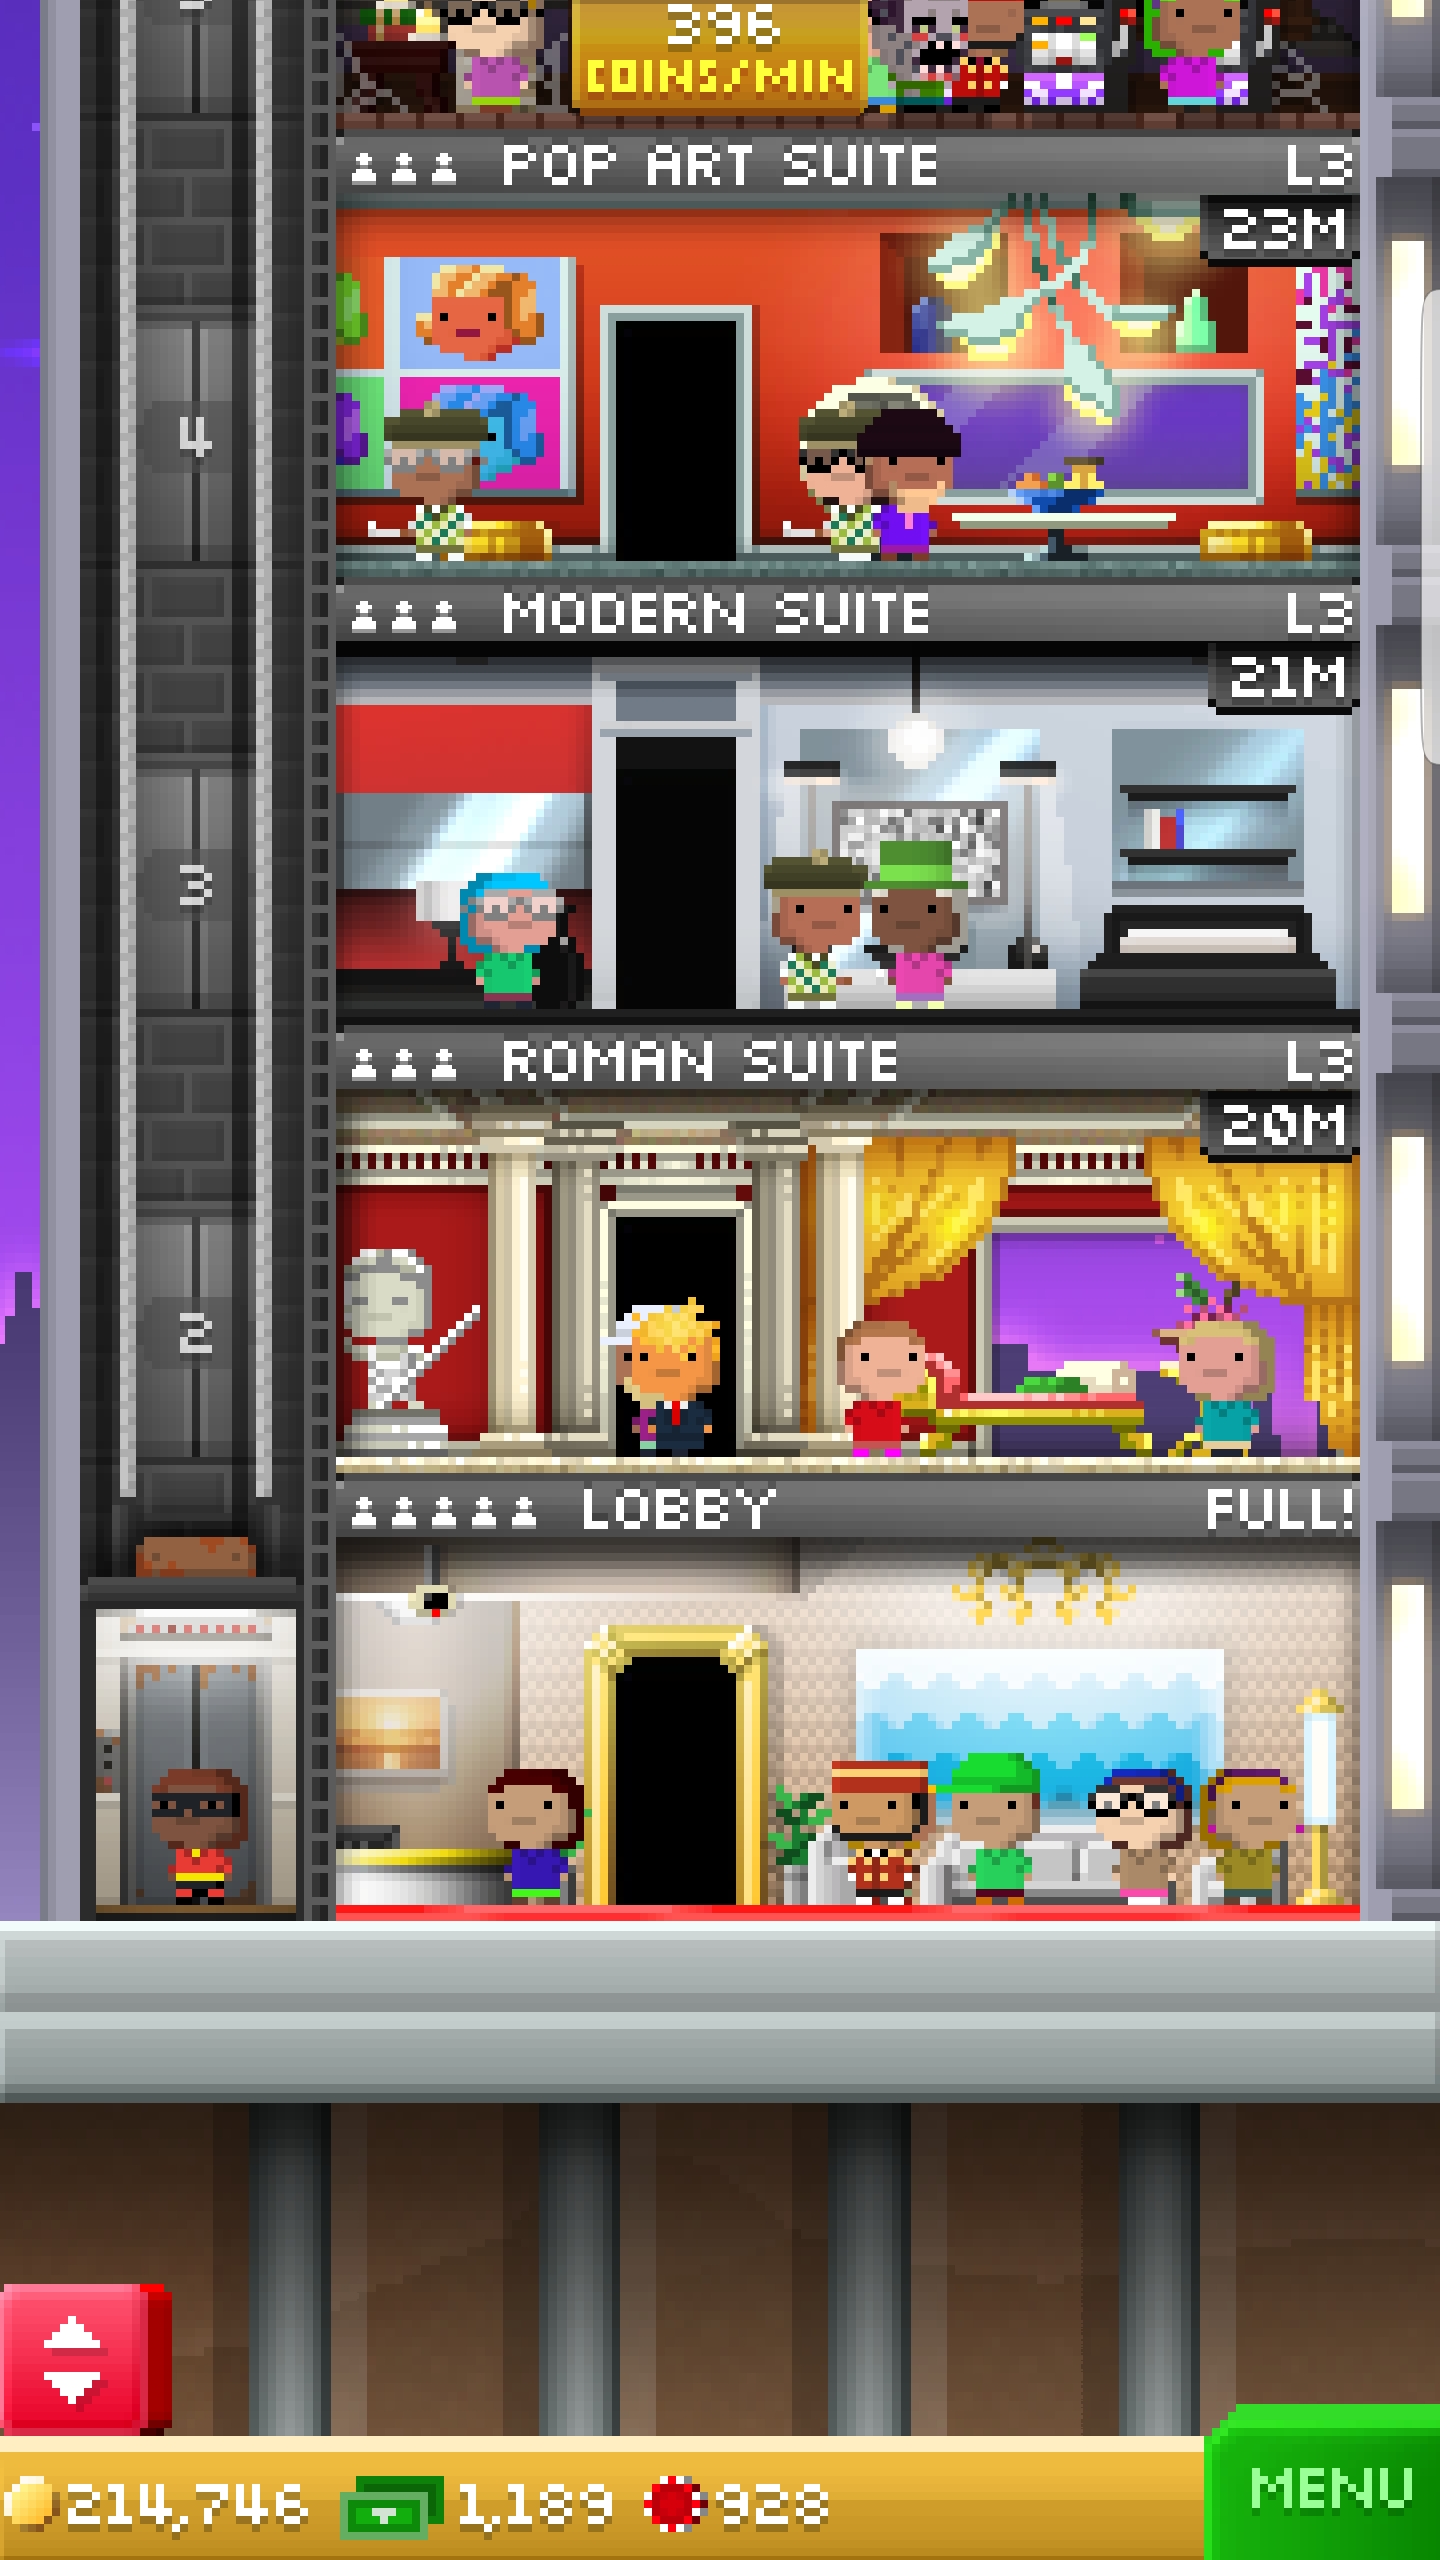 396
COINS/MIN
POP ART SUITE L3
23M
4
MODERN SUITE L3
21M
3
ROMAN SUITE L3
20M
2
LOBBY FULL!
214,746 1,189 928
MENU